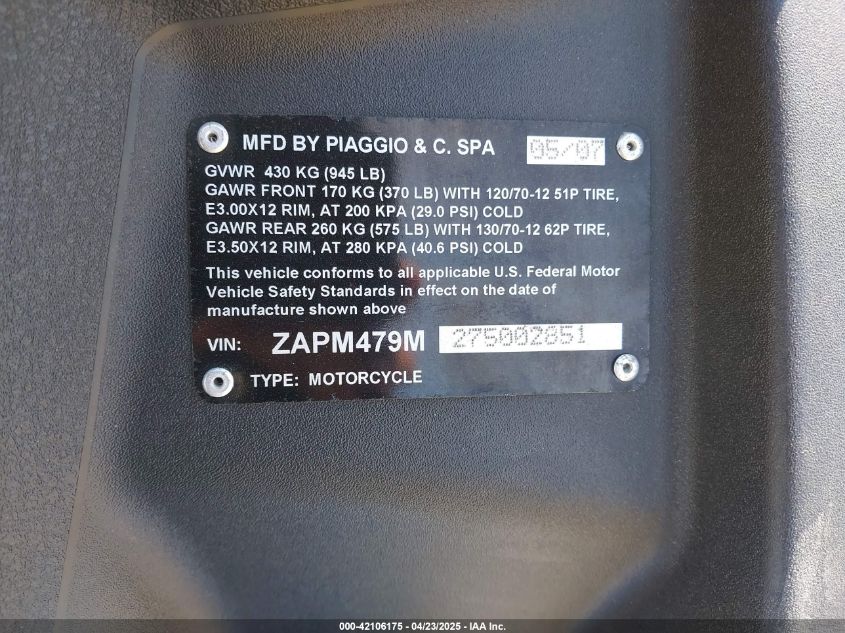 MFD BY PIAGGIO & C. SPA 05/07
GVWR 430 KG (945 LB)
GAWR FRONT 170 KG (370 LB) WITH 120/70-12 51P TIRE,
E3.00X12 RIM, AT 200 KPA (29.0 PSI) COLD
GAWR REAR 260 KG (575 LB) WITH 130/70-12 62P TIRE,
E3.50X12 RIM, AT 280 KPA (40.6 PSI) COLD
This vehicle conforms to all applicable U.S. Federal Motor
Vehicle Safety Standards in effect on the date of
manufacture shown above
VIN: ZAPM479M 275002851
TYPE: MOTORCYCLE
000-42106175 - 04/23/2025 - IAA Inc.